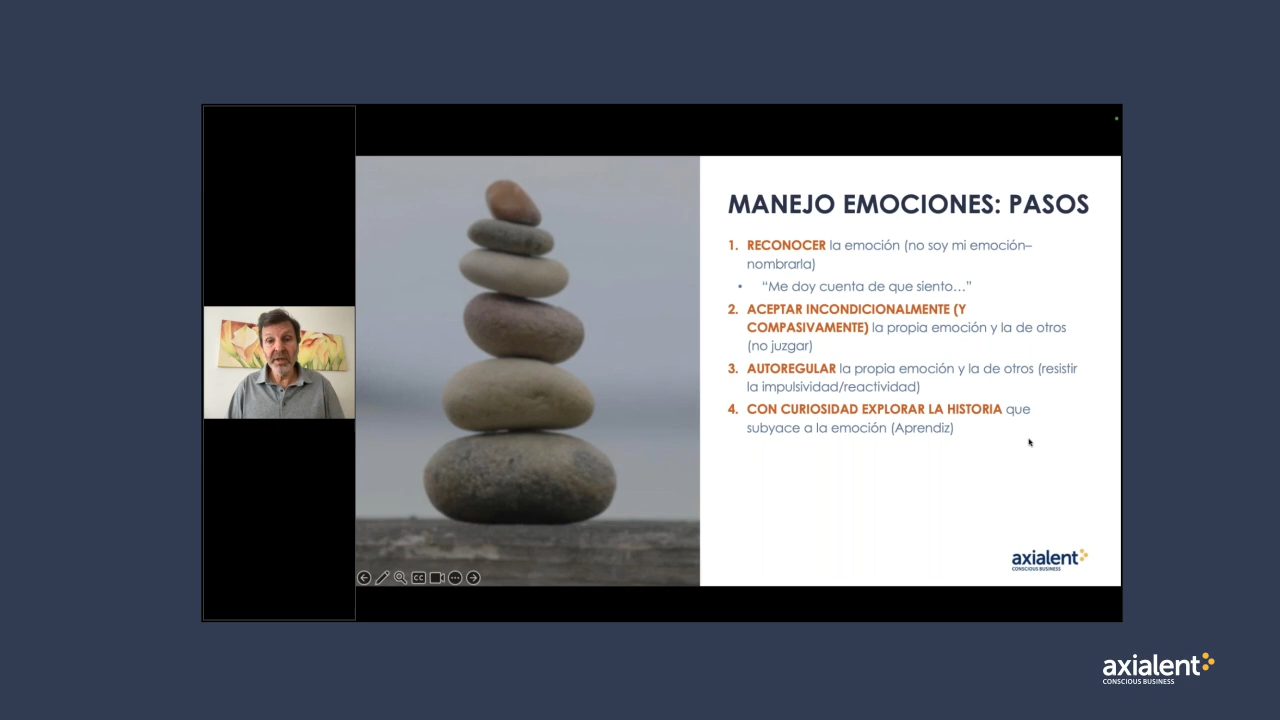 MANEJO EMOCIONES: PASOS
1. RECONOCER la emoción (no soy mi emoción–
nombrarla)
• “Me doy cuenta de que siento…”
2. ACEPTAR INCONDICIONALMENTE (Y
COMPASIVAMENTE) la propia emoción y la de otros
(no juzgar)
3. AUTOREGULAR la propia emoción y la de otros (resistir
la impulsividad/reactividad)
4. CON CURIOSIDAD EXPLORAR LA HISTORIA que
subyace a la emoción (Aprendiz)
axialent
CONSCIOUS BUSINESS
CC
axialent
CONSCIOUS BUSINESS